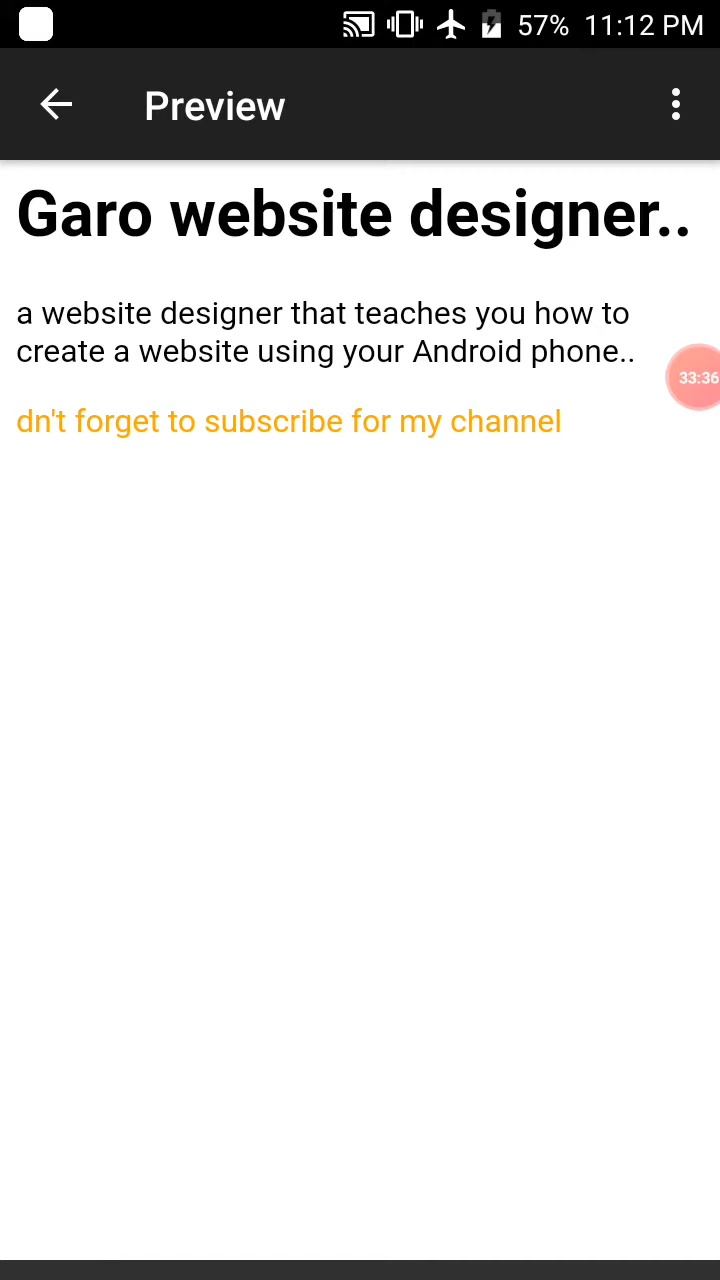 57% 11:12 PM
Preview
Garo website designer..
a website designer that teaches you how to
create a website using your Android phone..
33:36
dn't forget to subscribe for my channel